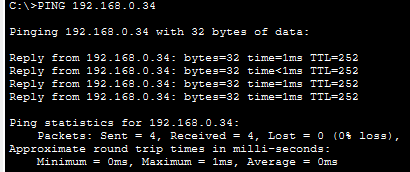 C:\>PING 192.168.0.34
Pinging 192.168.0.34 with 32 bytes of data:
Reply from 192.168.0.34: bytes=32 time=1ms TTL=252
Reply from 192.168.0.34: bytes=32 time<1ms TTL=252
Reply from 192.168.0.34: bytes=32 time=1ms TTL=252
Reply from 192.168.0.34: bytes=32 time=1ms TTL=252
Ping statistics for 192.168.0.34:
Packets: Sent = 4, Received = 4, Lost = 0 (0% loss),
Approximate round trip times in milli-seconds:
Minimum = 0ms, Maximum = 1ms, Average = 0ms